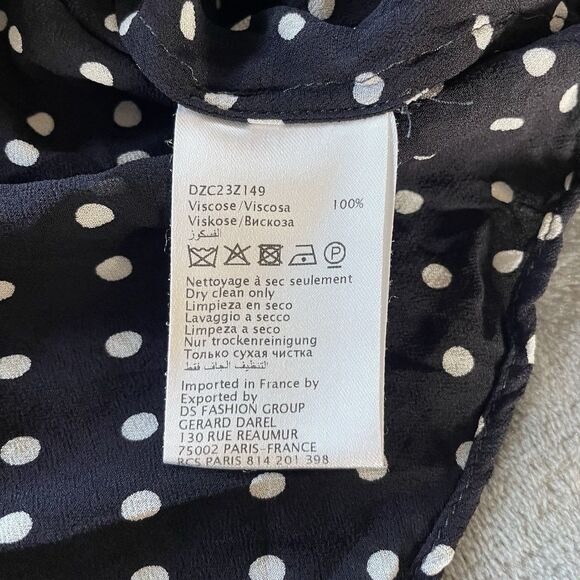 DZC23Z149
Viscose/Viscosa 100%
Viskose/Вискоза
الفسكوز
Nettoyage à sec seulement
Dry clean only
Limpieza en seco
Lavaggio a secco
Limpeza a seco
Nur trockenreinigung
Только сухая чистка
التنظيف الجاف فقط
Imported in France by
Exported by
DS FASHION GROUP
GERARD DAREL
130 RUE REAUMUR
75002 PARIS-FRANCE
RCS PARIS 814 201 398